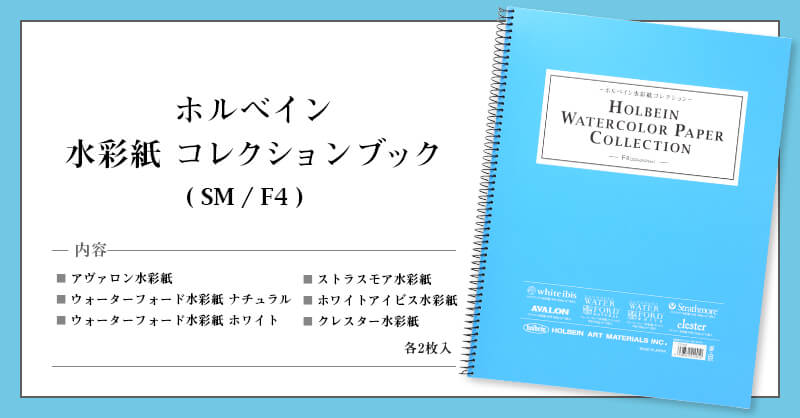 ホルベイン
水彩紙 コレクションブック
( SM / F4 )
内容
■ アヴァロン水彩紙
■ ウォーターフォード水彩紙 ナチュラル
■ ウォーターフォード水彩紙 ホワイト
■ ストラスモア水彩紙
■ ホワイトアイビス水彩紙
■ クレスター水彩紙
各2枚入
−ホルベイン水彩紙コレクション−
HOLBEIN
WATERCOLOR PAPER
COLLECTION
F4
white ibis
WATER FORD
WATER FORD
Strathmore
AVALON
clester
holbein HOLBEIN ART MATERIALS INC.